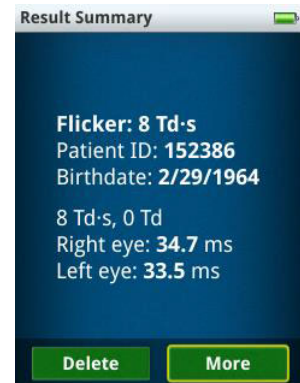 Result Summary
Flicker: 8 Td·s
Patient ID: 152386
Birthdate: 2/29/1964
8 Td·s, 0 Td
Right eye: 34.7 ms
Left eye: 33.5 ms
Delete More